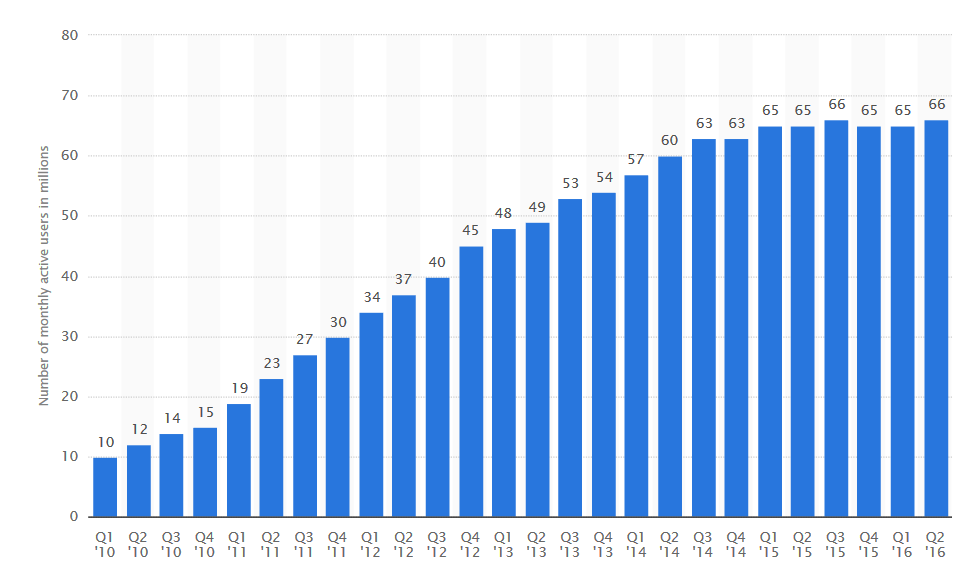 Number of monthly active users in millions
80
70
60
50
40
30
20
10
0
10 12 14 15 19 23 27 30 34 37 40 45 48 49 53 54 57 60 63 63 65 65 66 65 65 66
Q1 Q2 Q3 Q4 Q1 Q2 Q3 Q4 Q1 Q2 Q3 Q4 Q1 Q2 Q3 Q4 Q1 Q2 Q3 Q4 Q1 Q2 Q3 Q4 Q1 Q2
'10 '10 '10 '10 '11 '11 '11 '11 '12 '12 '12 '12 '13 '13 '13 '13 '14 '14 '14 '14 '15 '15 '15 '15 '16 '16